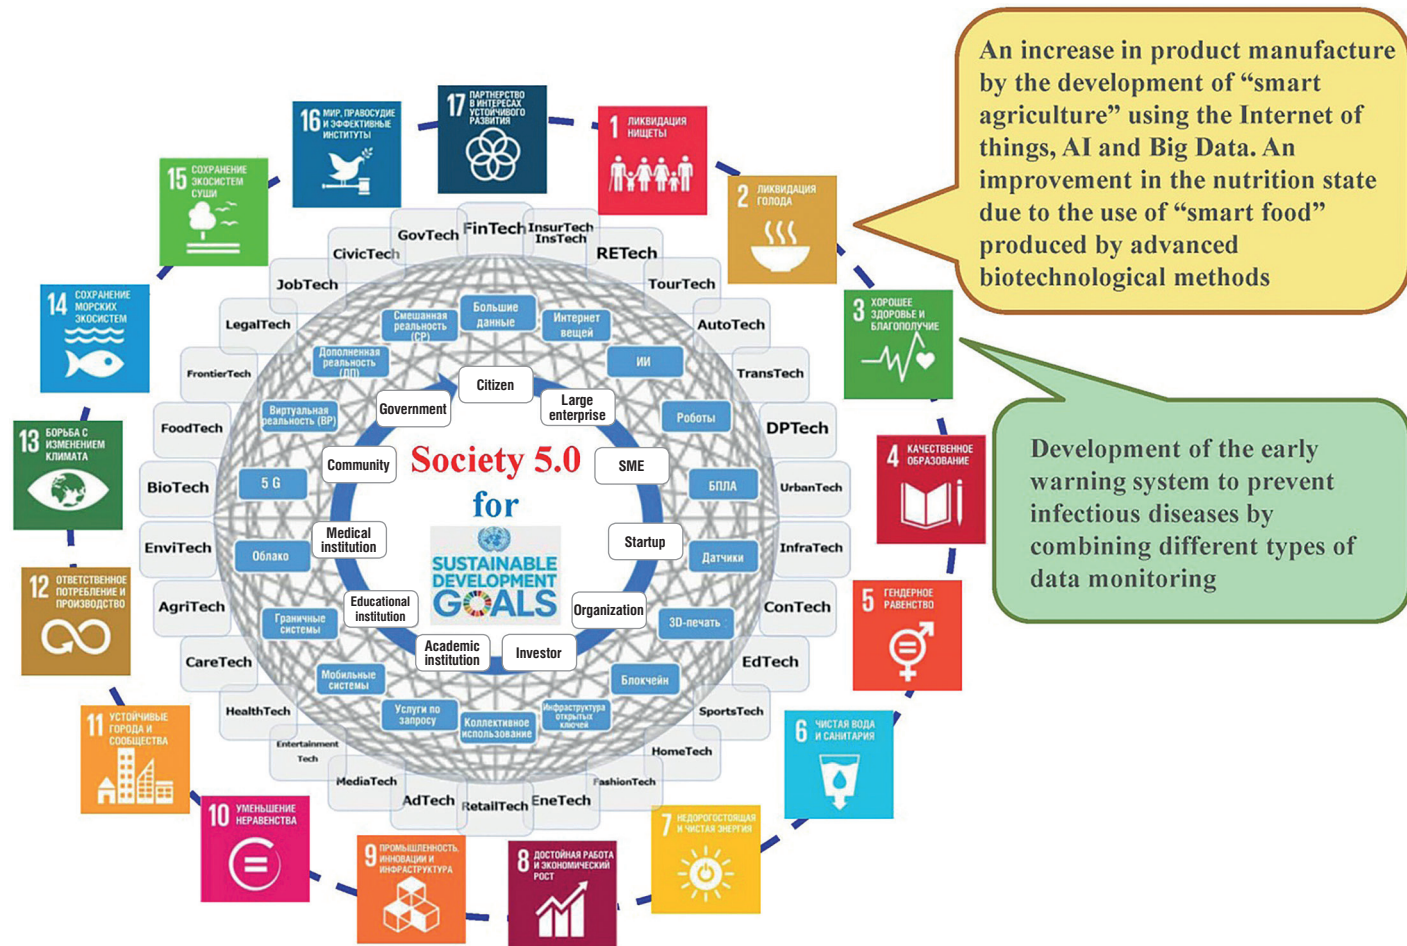 17 ПАРТНЕРСТВО
В ИНТЕРЕСАХ
УСТОЙЧИВОГО
РАЗВИТИЯ
1 ЛИКВИДАЦИЯ
НИЩЕТЫ
2 ЛИКВИДАЦИЯ
ГОЛОДА
An increase in product manufacture
by the development of “smart
agriculture” using the Internet of
things, AI and Big Data. An
improvement in the nutrition state
due to the use of “smart food”
produced by advanced
biotechnological methods
3 ХОРОШЕЕ
ЗДОРОВЬЕ И
БЛАГОПОЛУЧИЕ
Development of the early
warning system to prevent
infectious diseases by
combining different types of
data monitoring
4 КАЧЕСТВЕННОЕ
ОБРАЗОВАНИЕ
5 ГЕНДЕРНОЕ
РАВЕНСТВО
6 ЧИСТАЯ ВОДА
И САНИТАРИЯ
7 НЕДОРОГОСТОЯЩАЯ
И ЧИСТАЯ ЭНЕРГИЯ
8 ДОСТОЙНАЯ РАБОТА
И ЭКОНОМИЧЕСКИЙ
РОСТ
9 ПРОМЫШЛЕННОСТЬ,
ИННОВАЦИИ И
ИНФРАСТРУКТУРА
10 УМЕНЬШЕНИЕ
НЕРАВЕНСТВА
11 УСТОЙЧИВЫЕ
ГОРОДА И
СООБЩЕСТВА
12 ОТВЕТСТВЕННОЕ
ПОТРЕБЛЕНИЕ И
ПРОИЗВОДСТВО
13 БОРЬБА С
ИЗМЕНЕНИЕМ
КЛИМАТА
14 СОХРАНЕНИЕ
МОРСКИХ
ЭКОСИСТЕМ
15 СОХРАНЕНИЕ
ЭКОСИСТЕМ
СУШИ
16 МИР, ПРАВОСУДИЕ
И ЭФФЕКТИВНЫЕ
ИНСТИТУТЫ
FinTech
InsurTech
InsTech
RETech
TourTech
AutoTech
TransTech
DPTech
UrbanTech
InfraTech
ConTech
EdTech
SportsTech
HomeTech
FashionTech
EneTech
RetailTech
AdTech
MediaTech
Entertainment
Tech
HealthTech
CareTech
AgriTech
EnviTech
BioTech
FoodTech
FrontierTech
LegalTech
JobTech
CivicTech
GovTech
Большие
данные
Интернет
вещей
ИИ
Роботы
БПЛА
Датчики
3D-печать :
Блокчейн
Инфраструктура
открытых
ключей
Коллективное
использование
Услуги по
запросу
Мобильные
системы
Граничные
системы
Облако
5 G
Виртуальная
реальность (ВР)
Дополненная
реальность
(ДП)
Смешанная
реальность
(СР)
Citizen
Large
enterprise
SME
Startup
Organization
Investor
Academic
institution
Educational
institution
Medical
institution
Community
Government
Society 5.0
for
SUSTAINABLE
DEVELOPMENT
GOALS